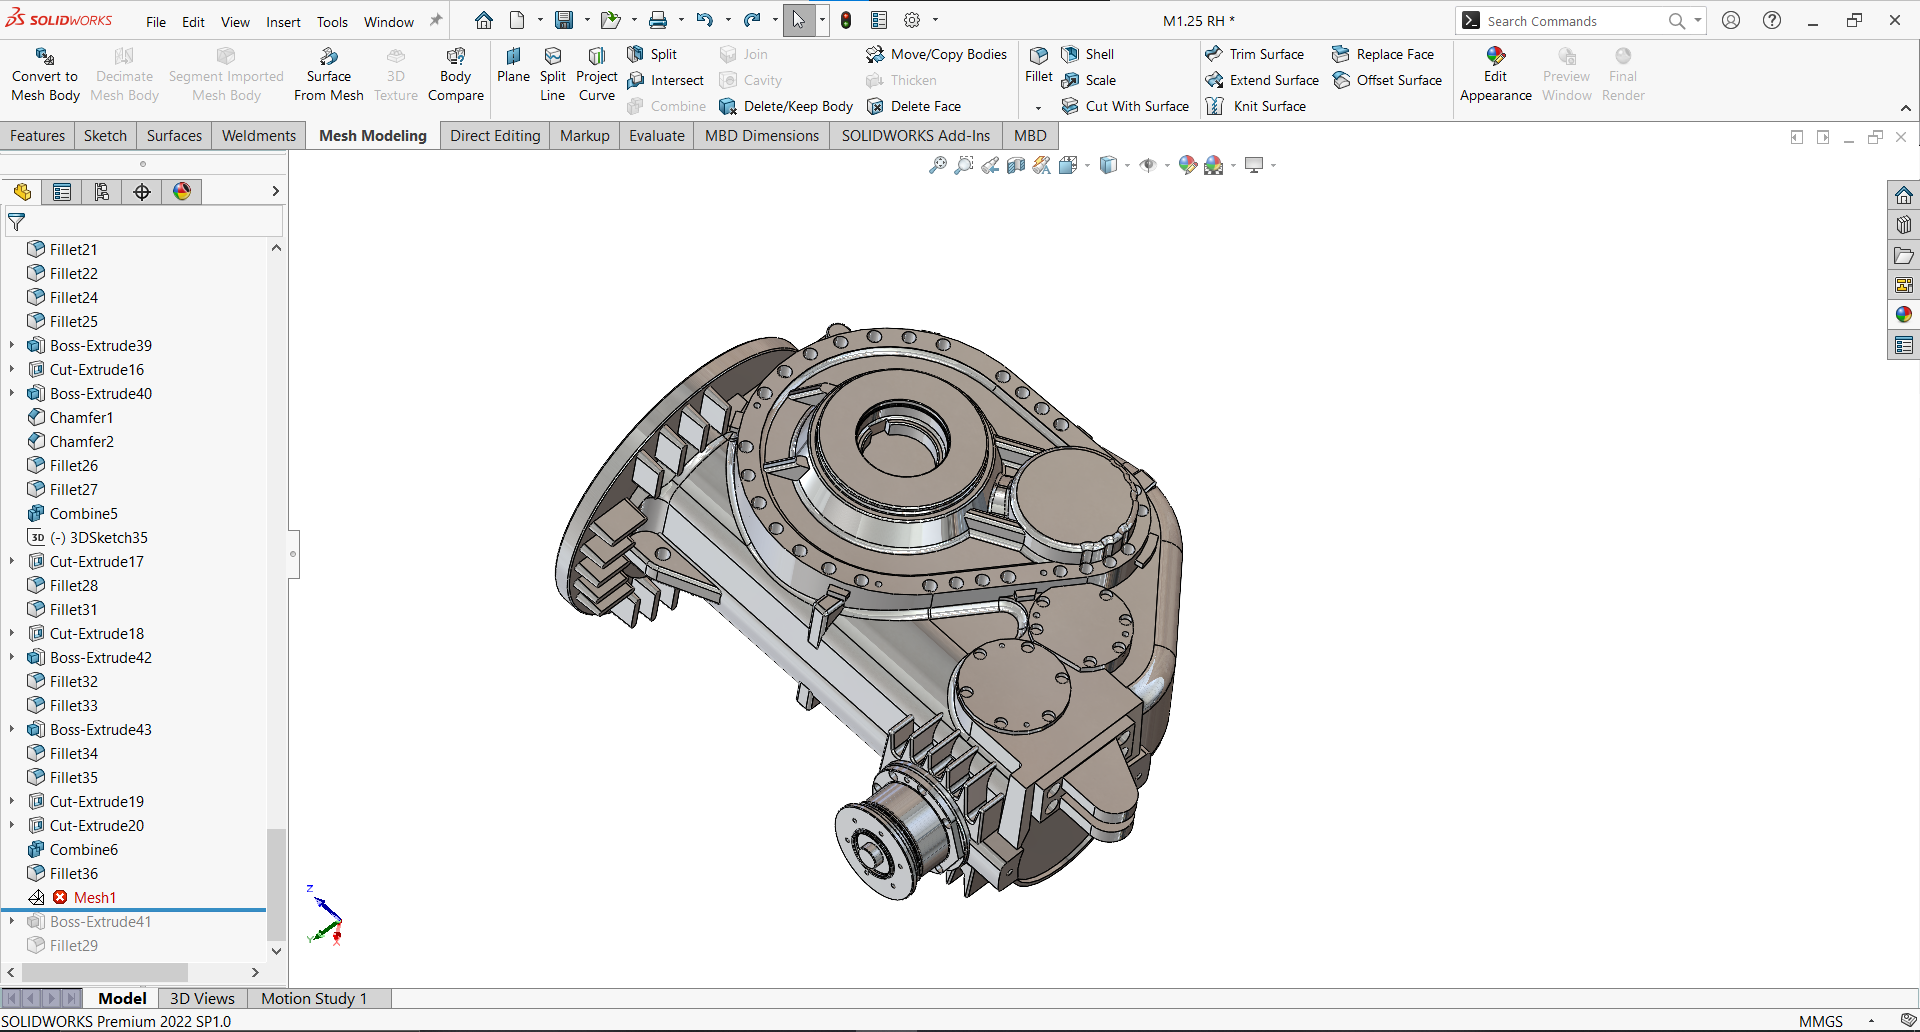 SOLIDWORKS File Edit View Insert Tools Window M1.25 RH * Search Commands
Convert to Mesh Body
Decimate Mesh Body
Segment Imported Mesh Body
Surface From Mesh
3D Texture
Body Compare
Plane
Split Line
Project Curve
Split
Intersect
Combine
Join
Cavity
Delete/Keep Body
Move/Copy Bodies
Thicken
Delete Face
Fillet
Shell
Scale
Cut With Surface
Trim Surface
Extend Surface
Knit Surface
Replace Face
Offset Surface
Edit Appearance
Preview Window
Final Render
Features Sketch Surfaces Weldments Mesh Modeling Direct Editing Markup Evaluate MBD Dimensions SOLIDWORKS Add-Ins MBD
Fillet21
Fillet22
Fillet24
Fillet25
Boss-Extrude39
Cut-Extrude16
Boss-Extrude40
Chamfer1
Chamfer2
Fillet26
Fillet27
Combine5
3D (-) 3DSketch35
Cut-Extrude17
Fillet28
Fillet31
Cut-Extrude18
Boss-Extrude42
Fillet32
Fillet33
Boss-Extrude43
Fillet34
Fillet35
Cut-Extrude19
Cut-Extrude20
Combine6
Fillet36
Mesh1
Boss-Extrude41
Fillet29
Z
Y
X
Model 3D Views Motion Study 1
SOLIDWORKS Premium 2022 SP1.0 MMGS